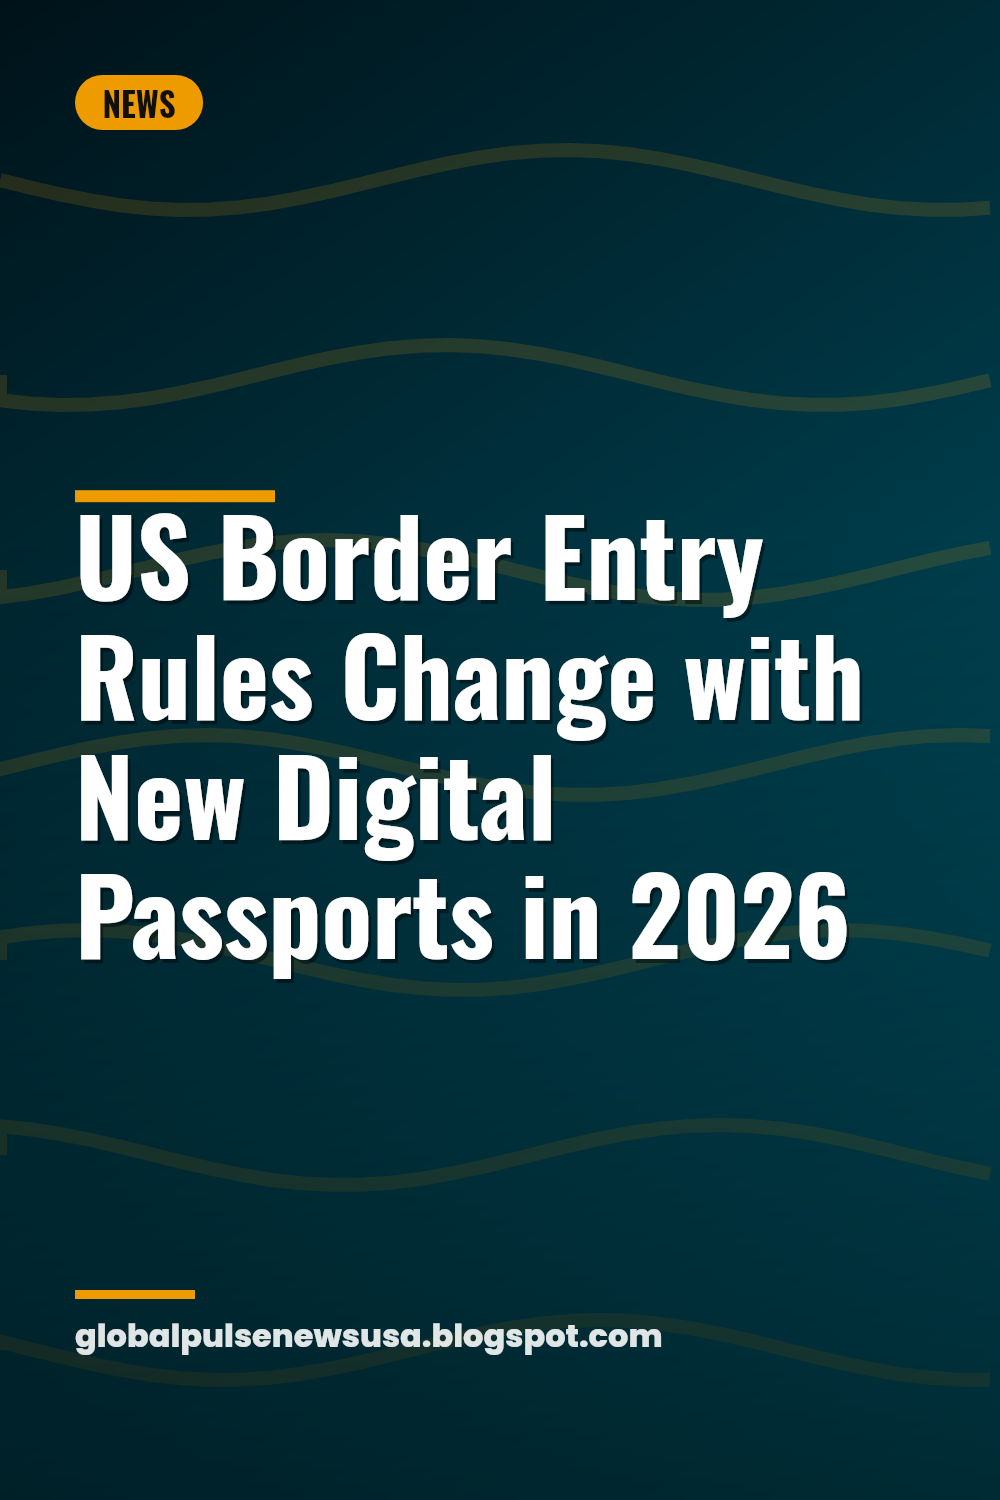 NEWS
US Border Entry
Rules Change with
New Digital
Passports in 2026
globalpulsenewsusa.blogspot.com